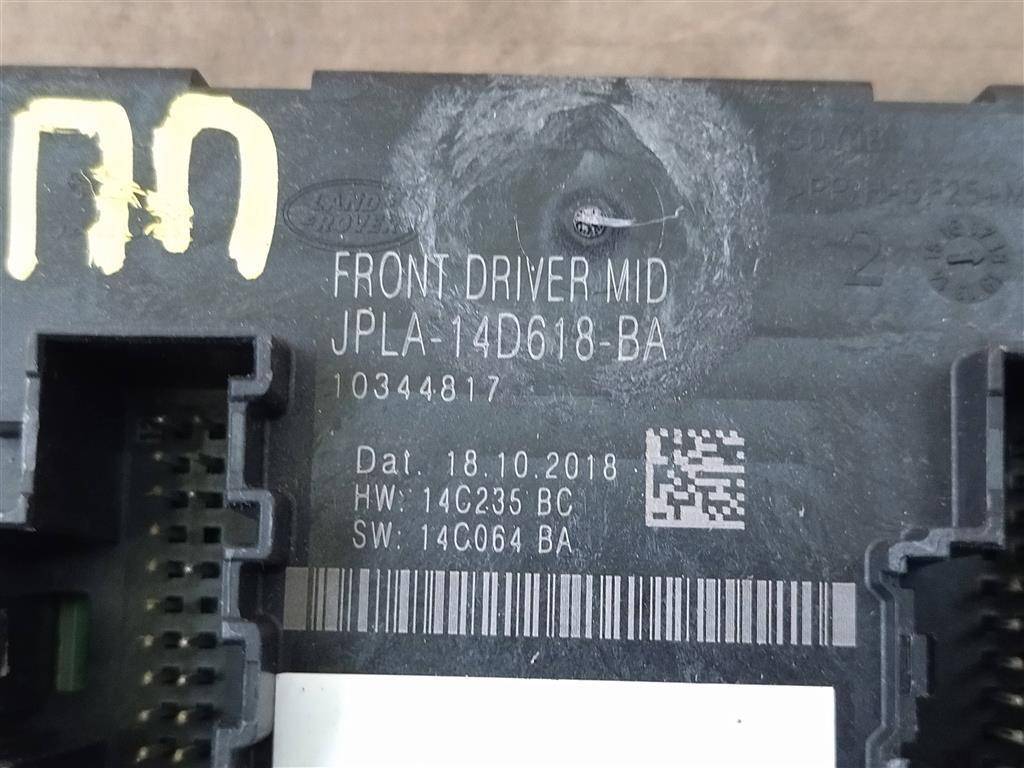 LAND ROVER
FRONT DRIVER MID
JPLA-14D618-BA
10344817
Dat. 18.10.2018
HW: 14C235 BC
SW: 14C064 BA
2